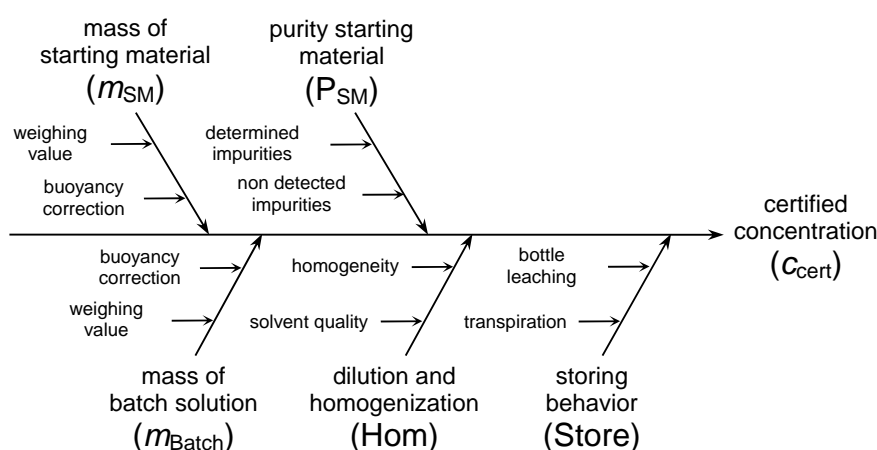 mass of
starting material
(mSM)
purity starting
material
(PSM)
weighing
value
buoyancy
correction
determined
impurities
non detected
impurities
certified
concentration
(ccert)
buoyancy
correction
weighing
value
homogeneity
solvent quality
bottle
leaching
transpiration
mass of
batch solution
(mBatch)
dilution and
homogenization
(Hom)
storing
behavior
(Store)